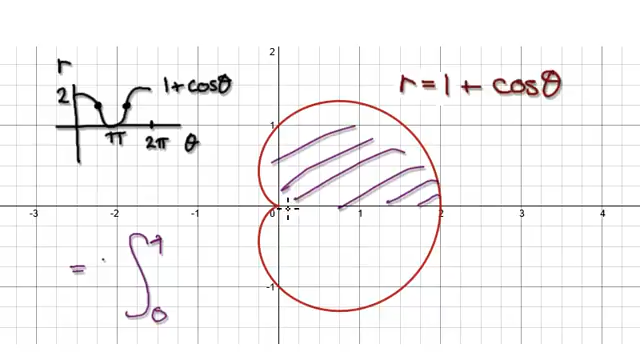 r
2
1+cosθ
π
2π
θ
r=1+cosθ
2
1
-3 -2 -1 0 1 2 3 4
-1
= ∫
0